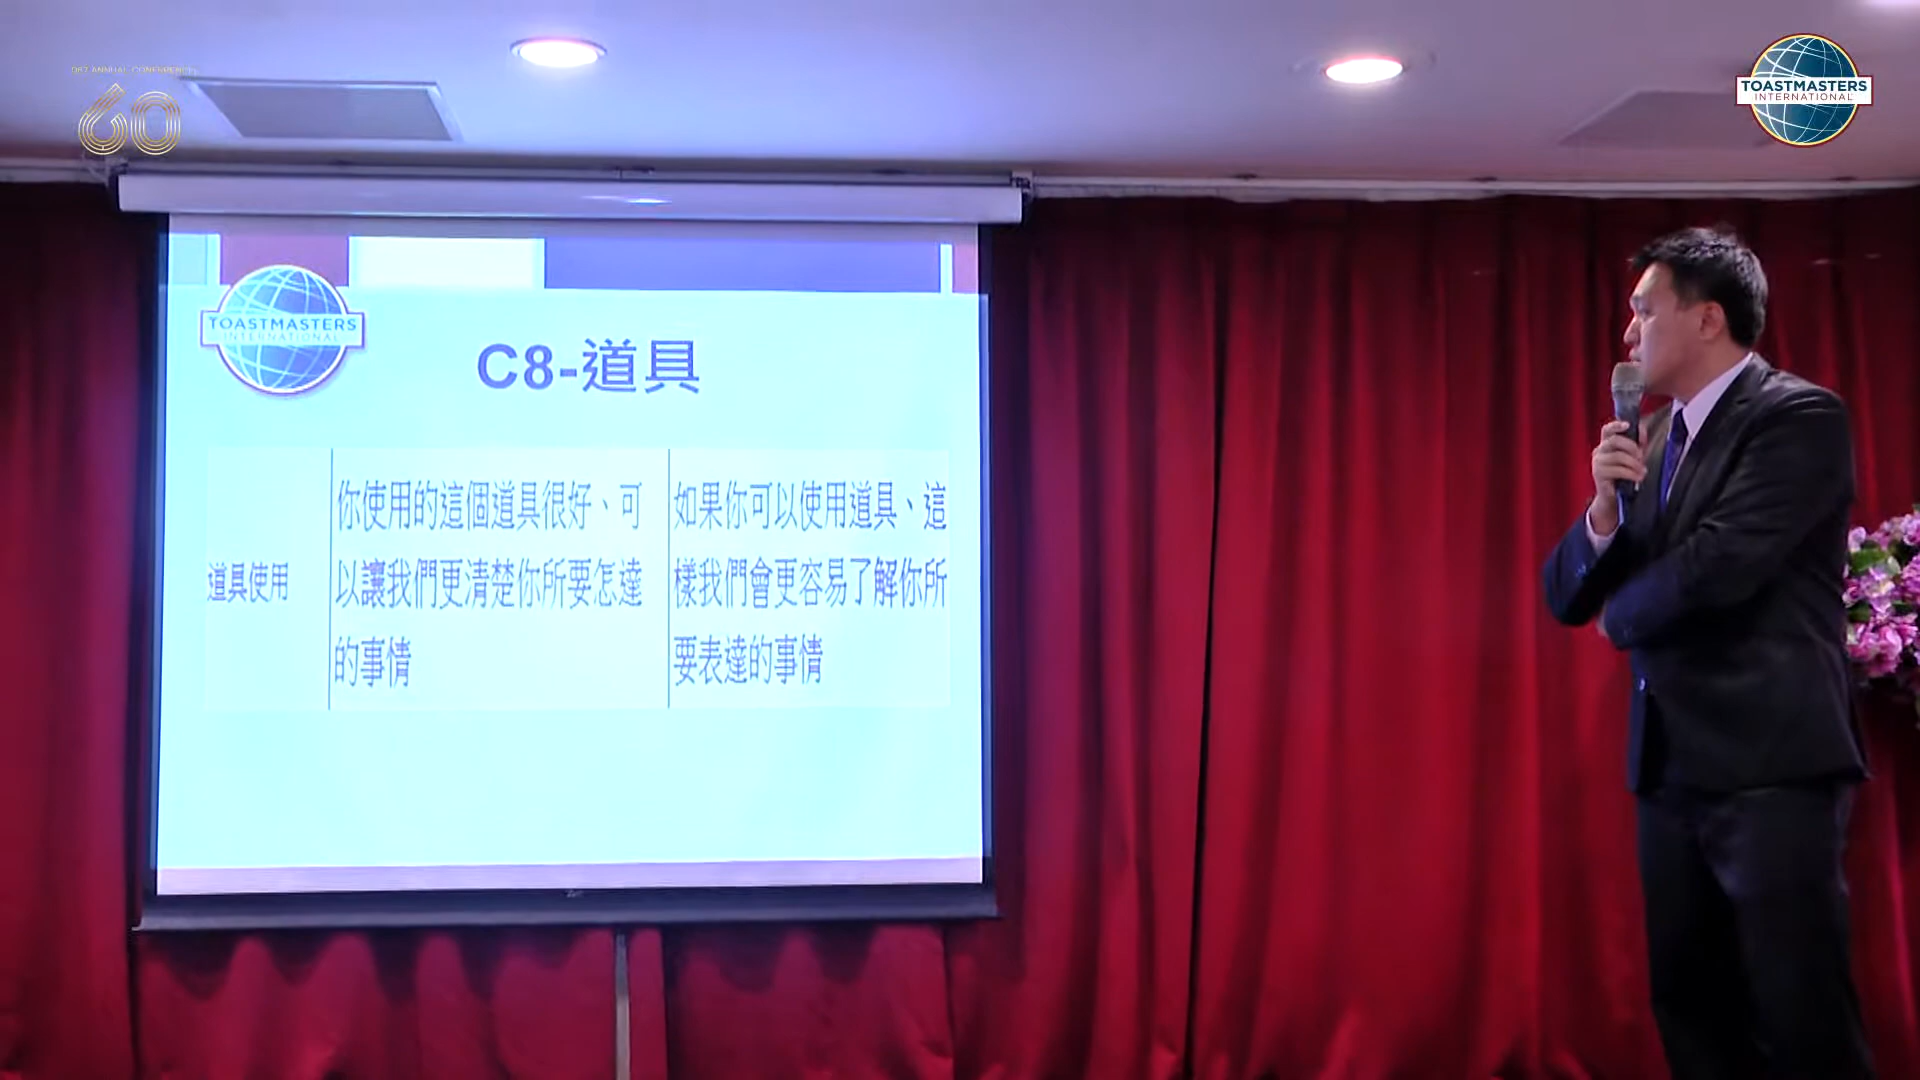 D67 ANNUAL CONFERENCE
60
TOASTMASTERS
INTERNATIONAL
TOASTMASTERS
INTERNATIONAL
C8-道具
道具使用
你使用的這個道具很好、可
以讓我們更清楚你所要怎達
的事情
如果你可以使用道具、這
樣我們會更容易了解你所
要表達的事情